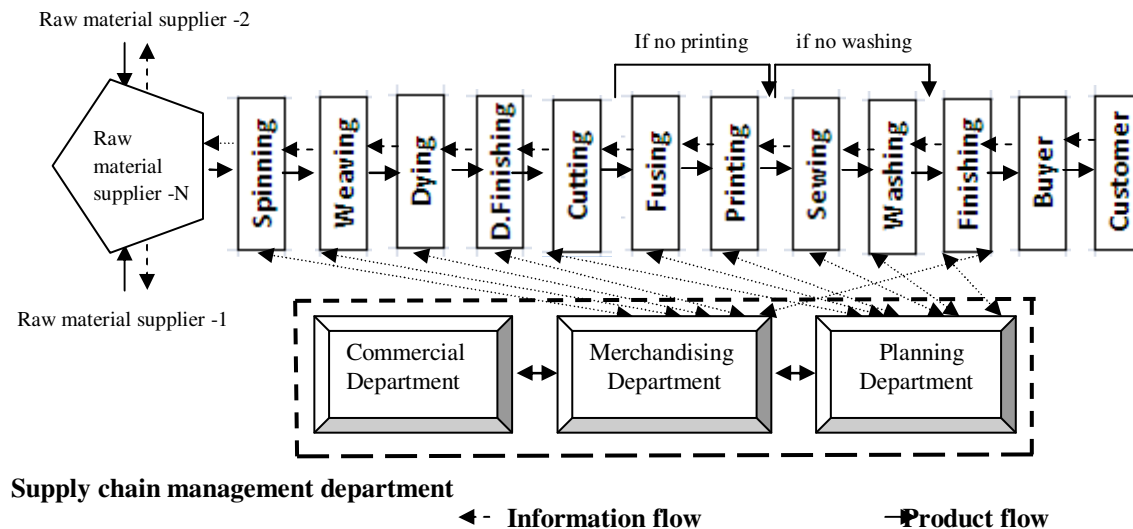 Raw material supplier -2
If no printing
if no washing
Raw
material
supplier -N
Spinning
Weaving
Dying
D.Finishing
Cutting
Fusing
Printing
Sewing
Washing
Finishing
Buyer
Customer
Raw material supplier -1
Commercial
Department
Merchandising
Department
Planning
Department
Supply chain management department
Information flow
Product flow